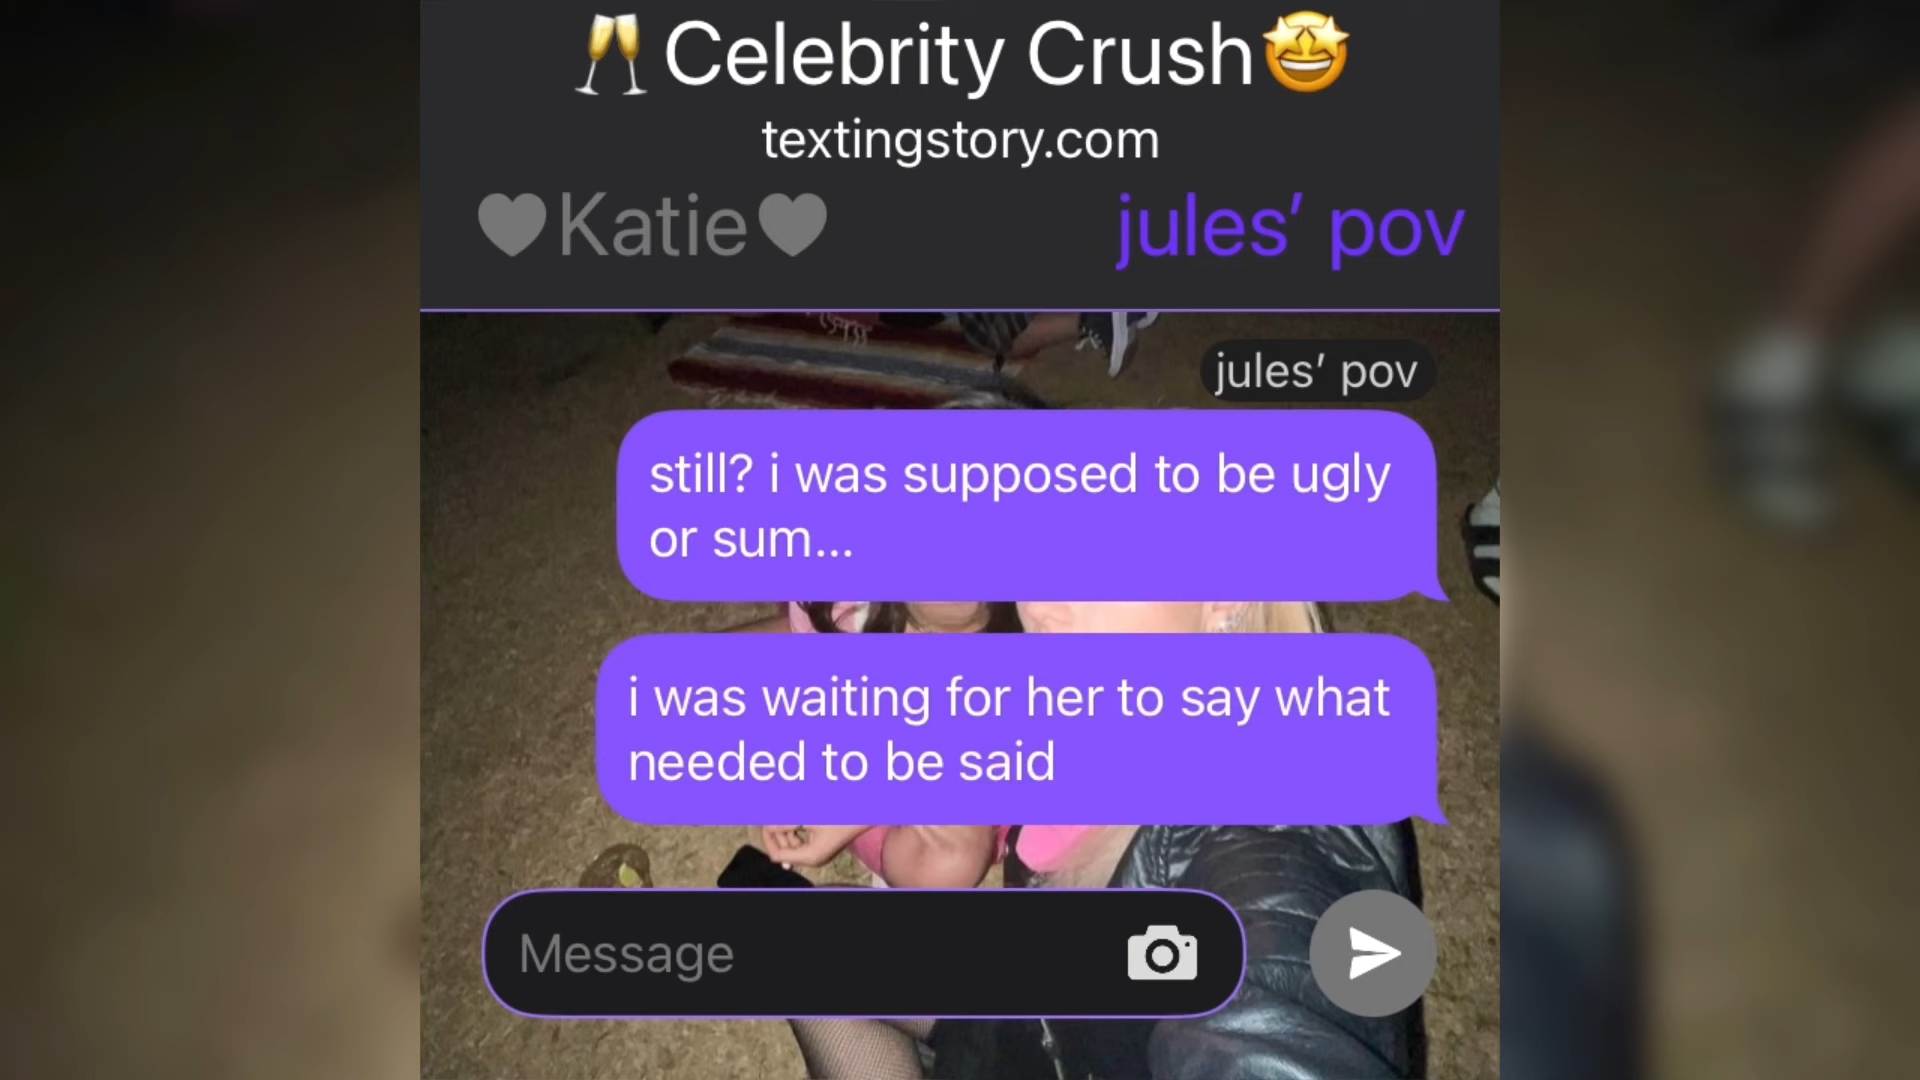 🥂Celebrity Crush🤩
textingstory.com
🖤Katie🖤 jules’ pov
jules’ pov
still? i was supposed to be ugly
or sum...
i was waiting for her to say what
needed to be said
Message